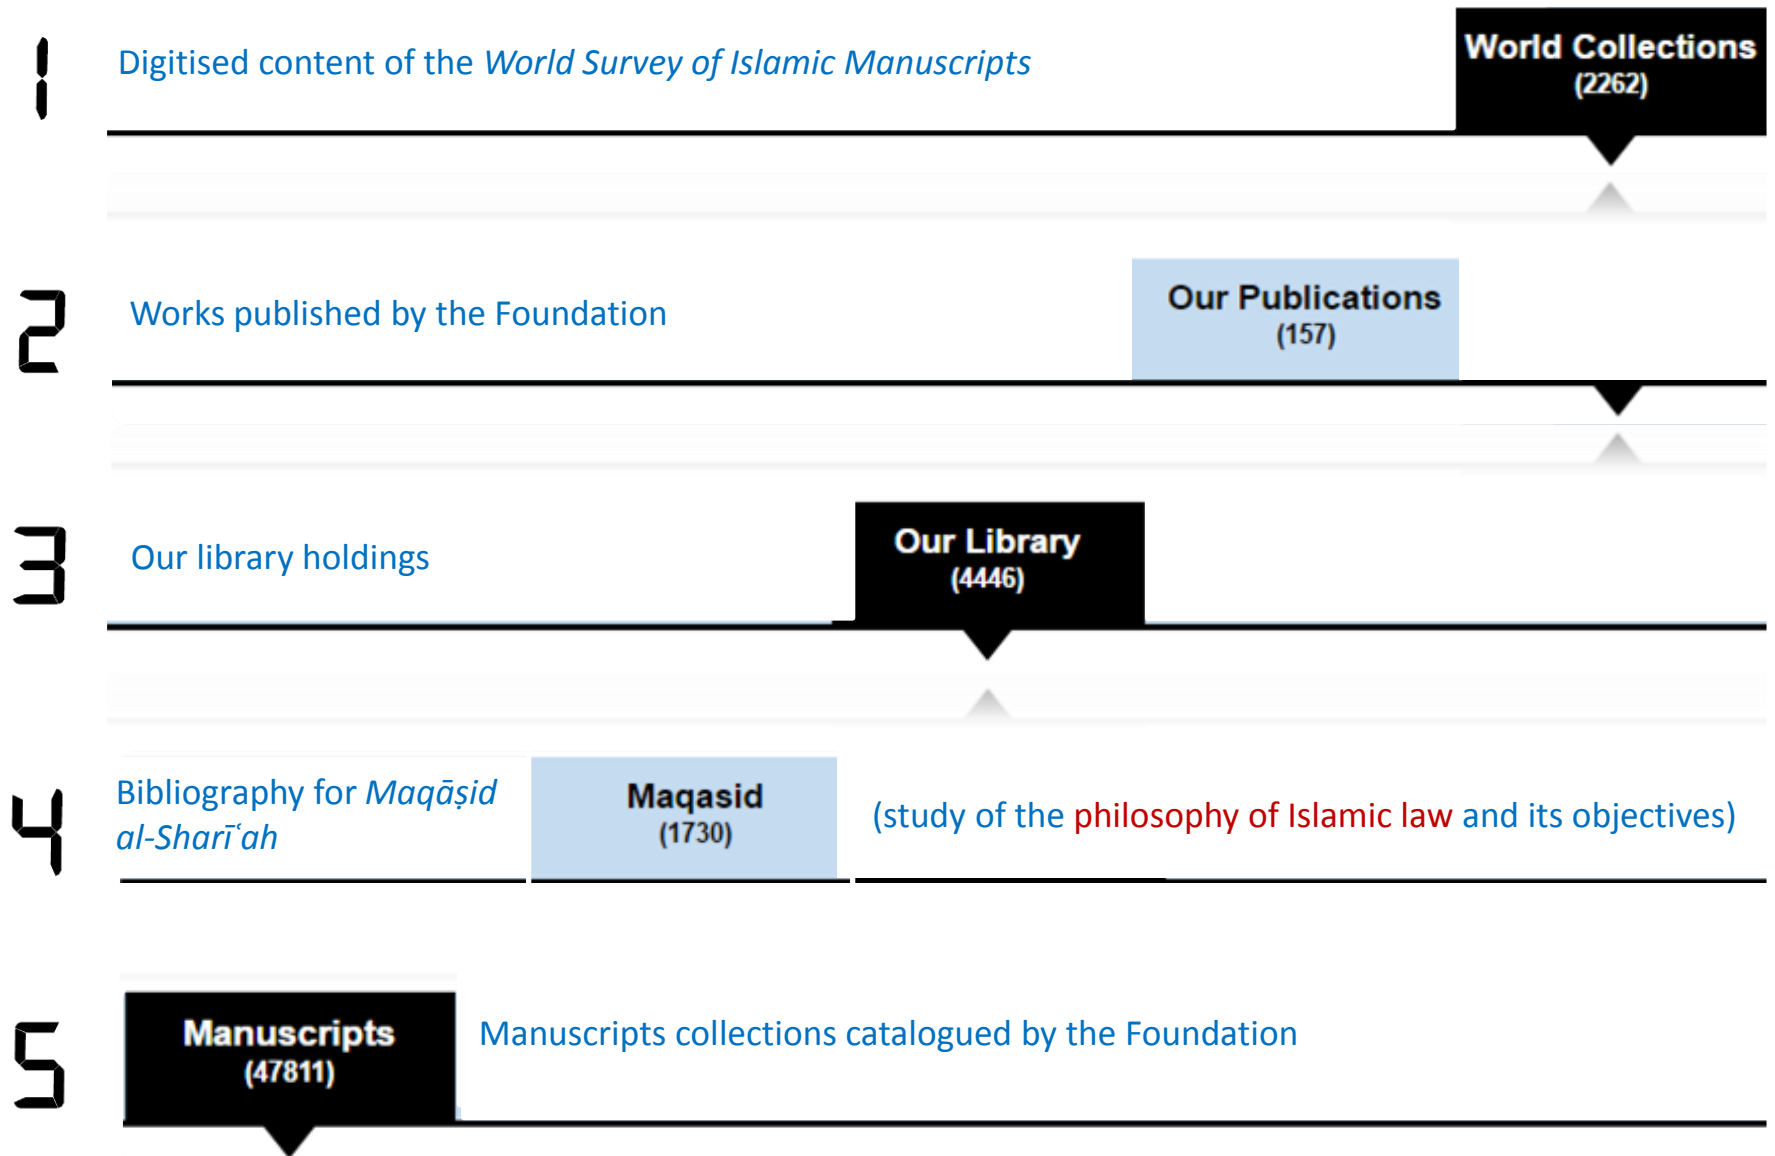 1
Digitised content of the World Survey of Islamic Manuscripts
World Collections
(2262)
2
Works published by the Foundation
Our Publications
(157)
3
Our library holdings
Our Library
(4446)
4
Bibliography for Maqāṣid
al-Sharīʿah
Maqasid
(1730)
(study of the philosophy of Islamic law and its objectives)
5
Manuscripts
(47811)
Manuscripts collections catalogued by the Foundation